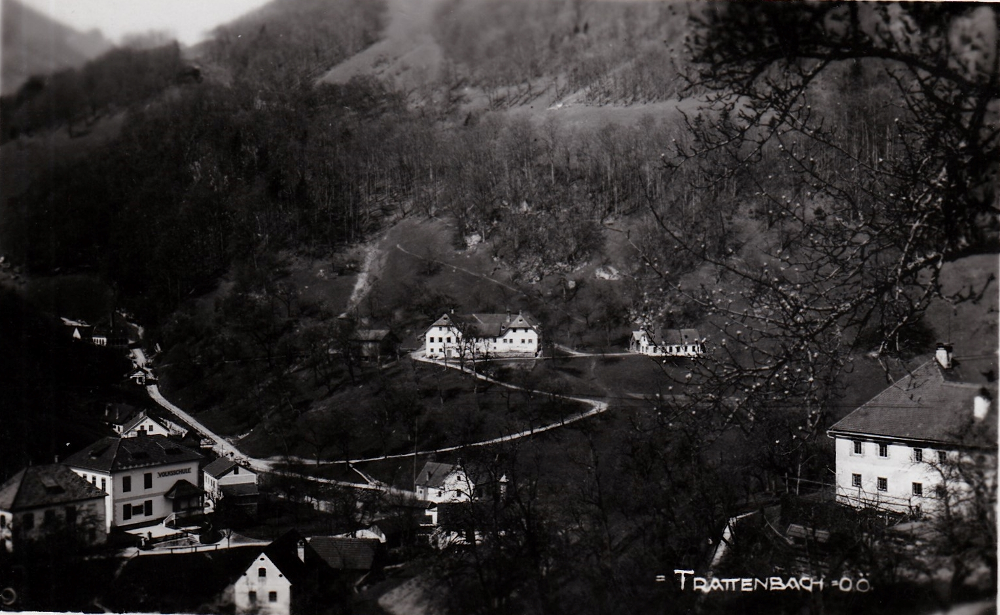 VOLKSSCHULE
= TRATTENBACH = O.Ö.